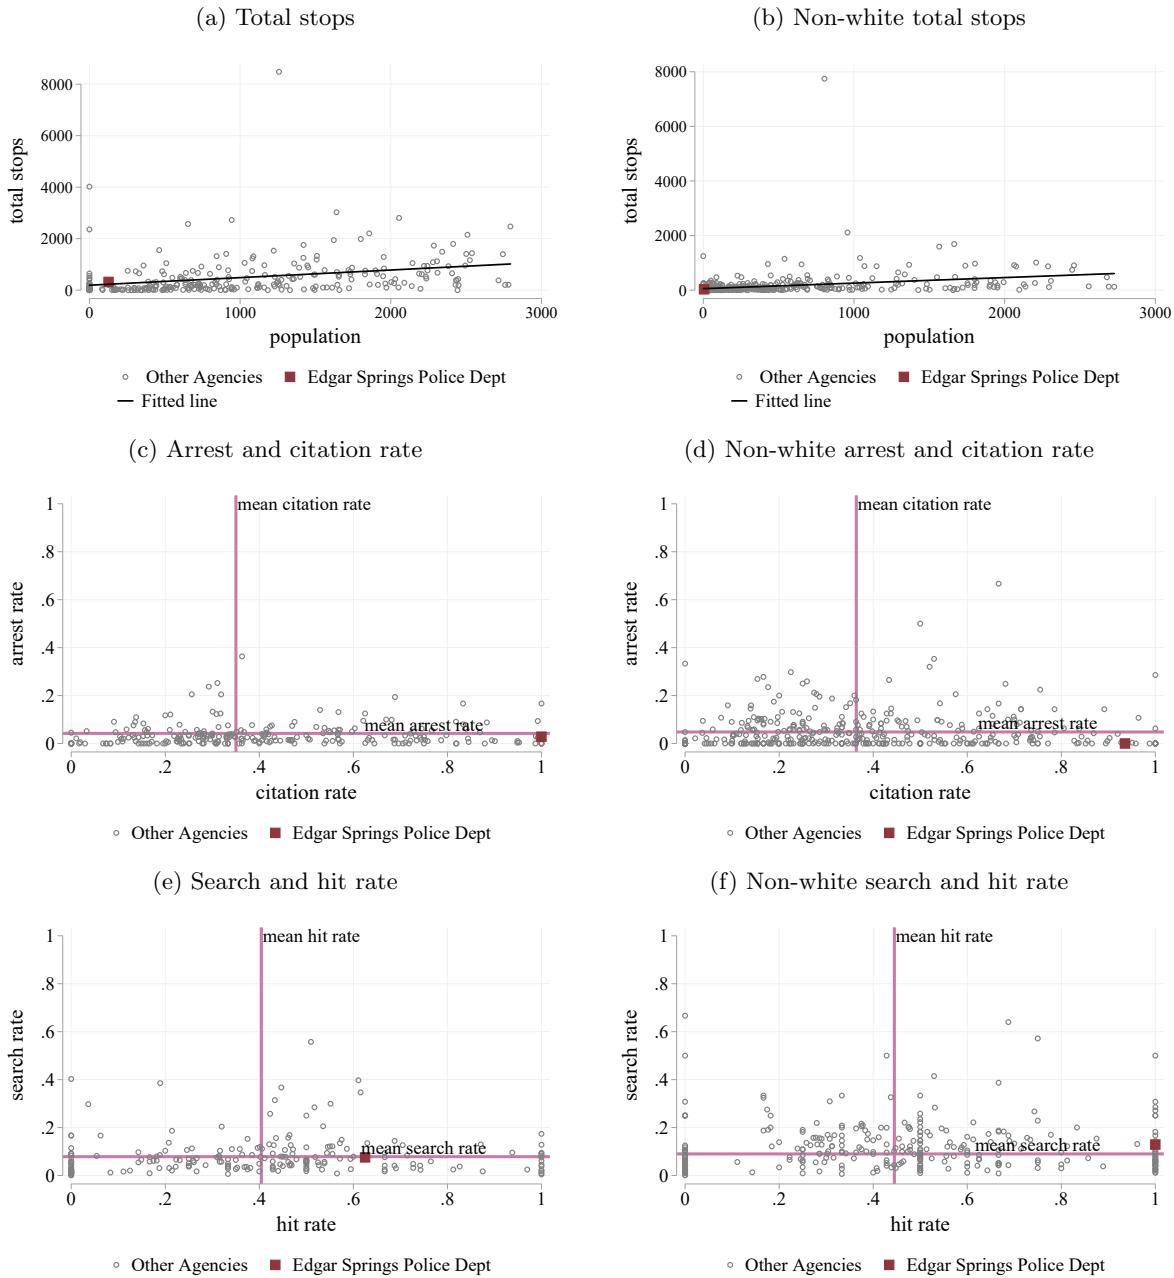 (a) Total stops
(b) Non-white total stops
8000
6000
4000
2000
0
total stops
0 1000 2000 3000
population
Other Agencies Edgar Springs Police Dept
Fitted line
8000
6000
4000
2000
0
total stops
0 1000 2000 3000
population
Other Agencies Edgar Springs Police Dept
Fitted line
(c) Arrest and citation rate
(d) Non-white arrest and citation rate
1
.8
.6
.4
.2
0
arrest rate
mean citation rate
mean arrest rate
0 .2 .4 .6 .8 1
citation rate
Other Agencies Edgar Springs Police Dept
1
.8
.6
.4
.2
0
arrest rate
mean citation rate
mean arrest rate
0 .2 .4 .6 .8 1
citation rate
Other Agencies Edgar Springs Police Dept
(e) Search and hit rate
(f) Non-white search and hit rate
1
.8
.6
.4
.2
0
search rate
mean hit rate
mean search rate
0 .2 .4 .6 .8 1
hit rate
Other Agencies Edgar Springs Police Dept
1
.8
.6
.4
.2
0
search rate
mean hit rate
mean search rate
0 .2 .4 .6 .8 1
hit rate
Other Agencies Edgar Springs Police Dept